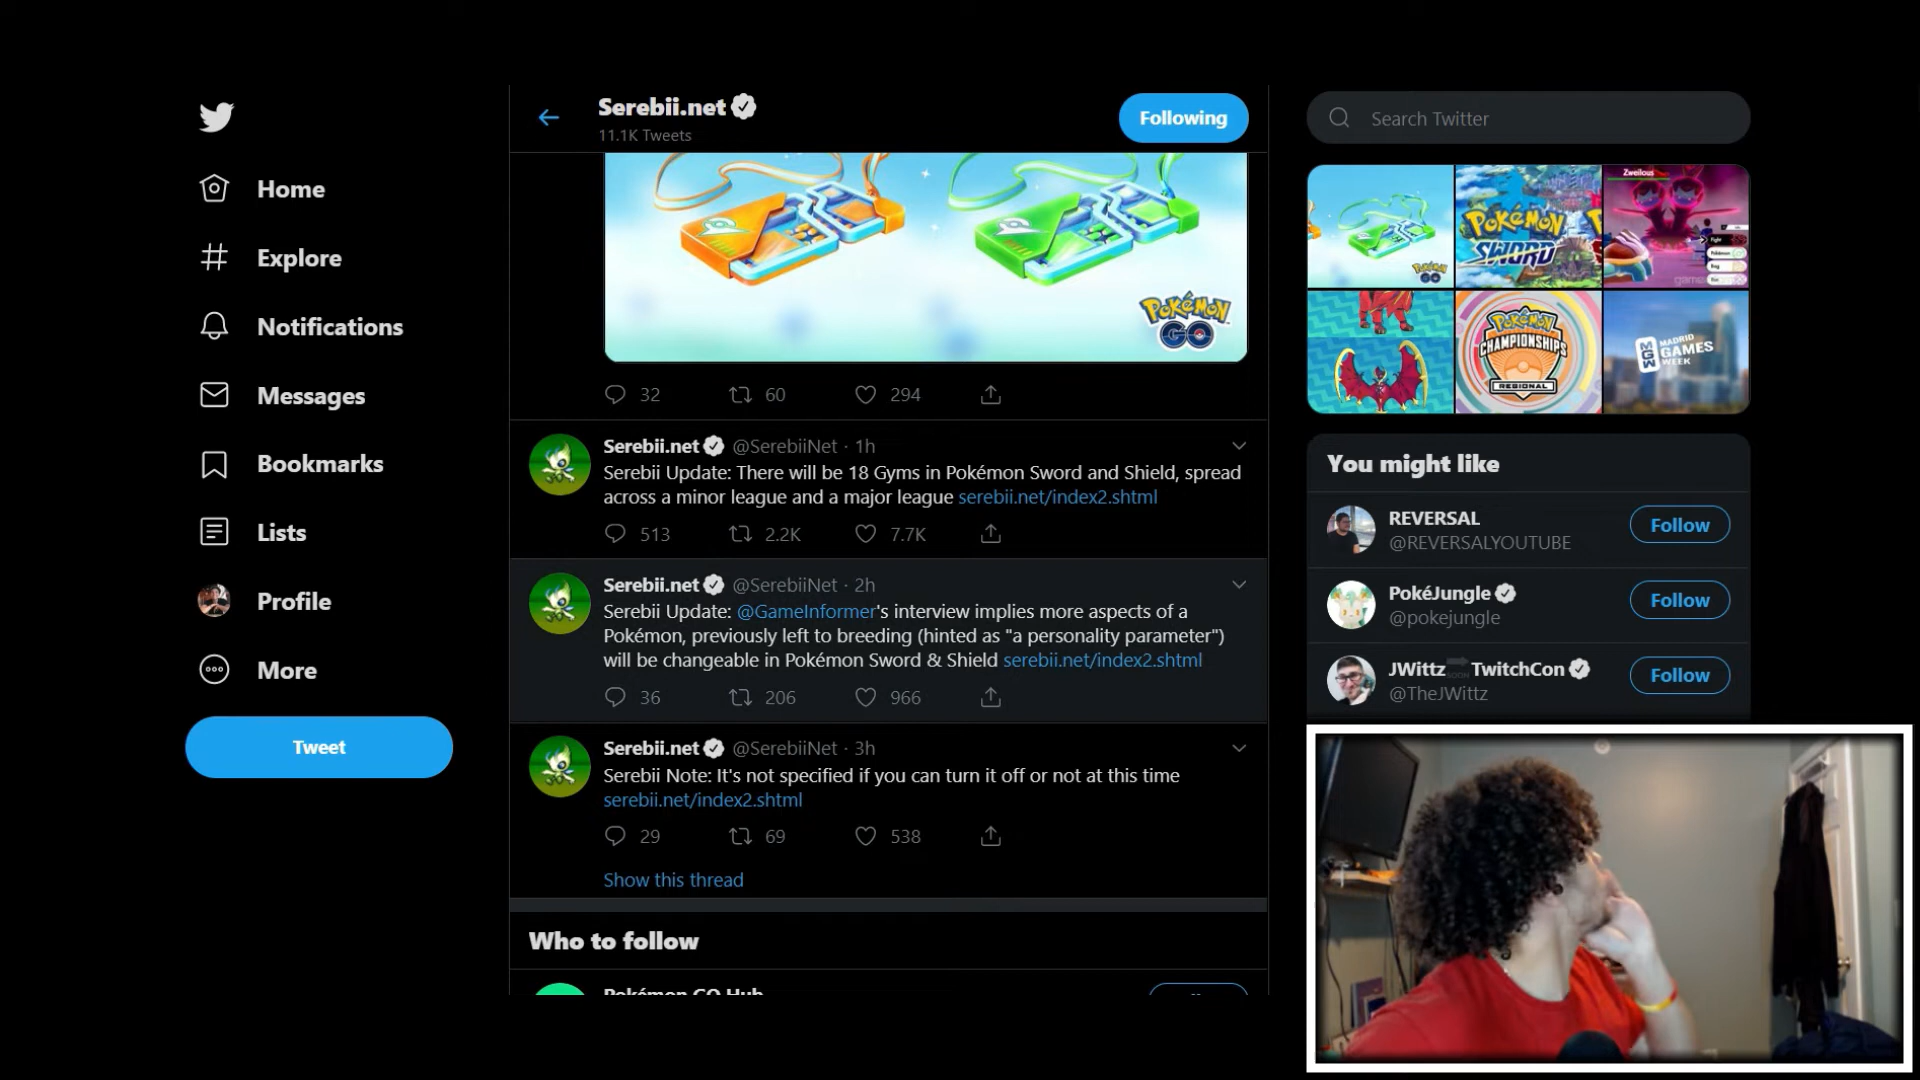 Serebii.net
11.1K Tweets
Following
Search Twitter
Home
Explore
Notifications
Messages
Bookmarks
Lists
Profile
More
Tweet
POKÉMON
GO
32
60
294
Serebii.net @SerebiiNet · 1h
Serebii Update: There will be 18 Gyms in Pokémon Sword and Shield, spread
across a minor league and a major league serebii.net/index2.shtml
513
2.2K
7.7K
Serebii.net @SerebiiNet · 2h
Serebii Update: @GameInformer's interview implies more aspects of a
Pokémon, previously left to breeding (hinted as "a personality parameter")
will be changeable in Pokémon Sword & Shield serebii.net/index2.shtml
36
206
966
Serebii.net @SerebiiNet · 3h
Serebii Note: It's not specified if you can turn it off or not at this time
serebii.net/index2.shtml
29
69
538
Show this thread
Who to follow
Pokémon GO Hub
POKÉMON
GO
POKÉMON
SWORD
Zweilous
POKÉMON
CHAMPIONSHIPS
REGIONAL
MGW
MADRID
GAMES
WEEK
You might like
REVERSAL
@REVERSALYOUTUBE
Follow
PokéJungle
@pokejungle
Follow
JWittz TwitchCon
@TheJWittz
Follow